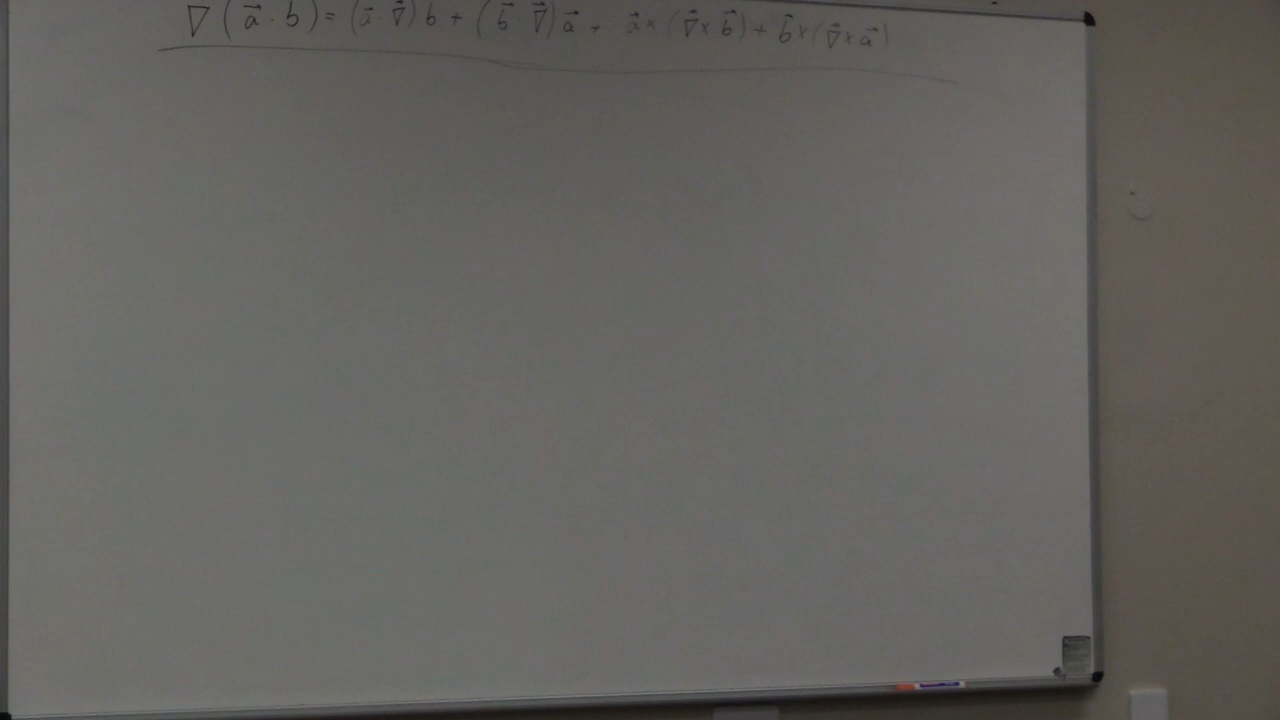 ∇(a⃗·b) = (a⃗·∇⃗)b + (b⃗·∇⃗)a⃗ + a⃗×(∇⃗×b⃗) + b⃗×(∇⃗×a⃗)